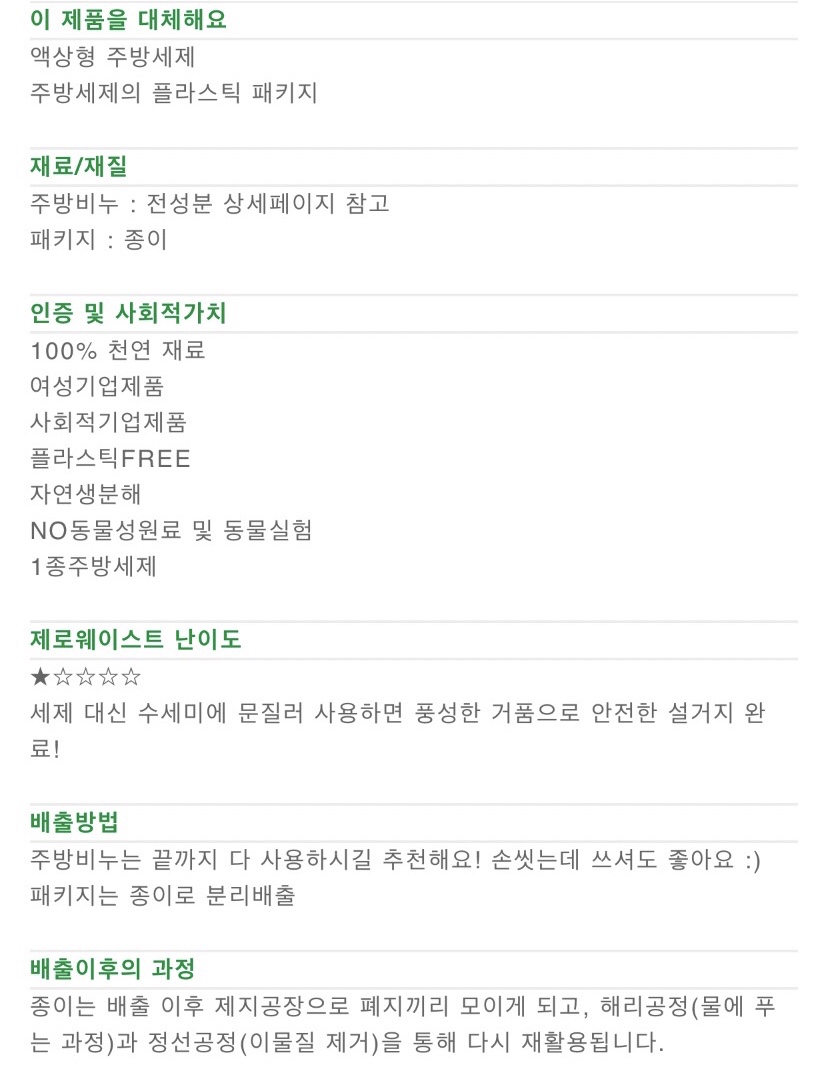 이 제품을 대체해요
액상형 주방세제
주방세제의 플라스틱 패키지
재료/재질
주방비누 : 전성분 상세페이지 참고
패키지 : 종이
인증 및 사회적가치
100% 천연 재료
여성기업제품
사회적기업제품
플라스틱FREE
자연생분해
NO동물성원료 및 동물실험
1종주방세제
제로웨이스트 난이도
★☆☆☆☆
세제 대신 수세미에 문질러 사용하면 풍성한 거품으로 안전한 설거지 완
료!
배출방법
주방비누는 끝까지 다 사용하시길 추천해요! 손씻는데 쓰셔도 좋아요 :)
패키지는 종이로 분리배출
배출이후의 과정
종이는 배출 이후 제지공장으로 폐지끼리 모이게 되고, 해리공정(물에 푸
는 과정)과 정선공정(이물질 제거)을 통해 다시 재활용됩니다.